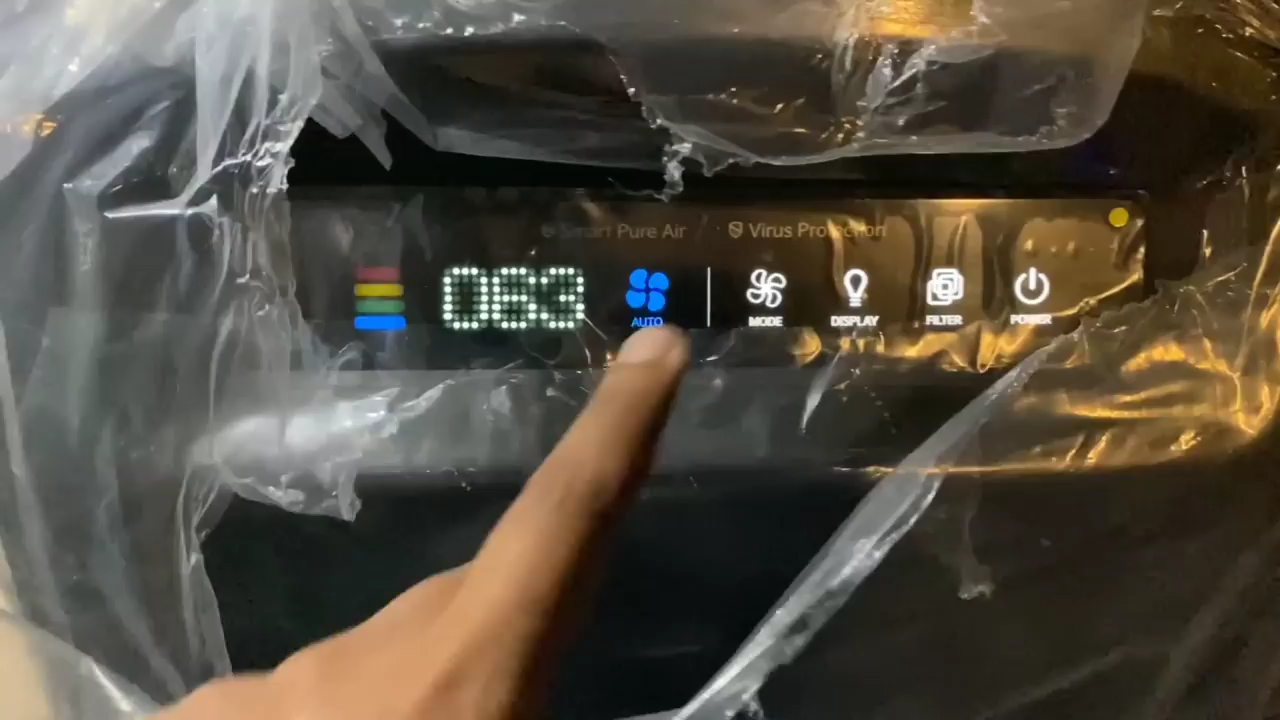 Smart Pure Air
Virus Protection
063
AUTO
MODE
DISPLAY
FILTER
POWER